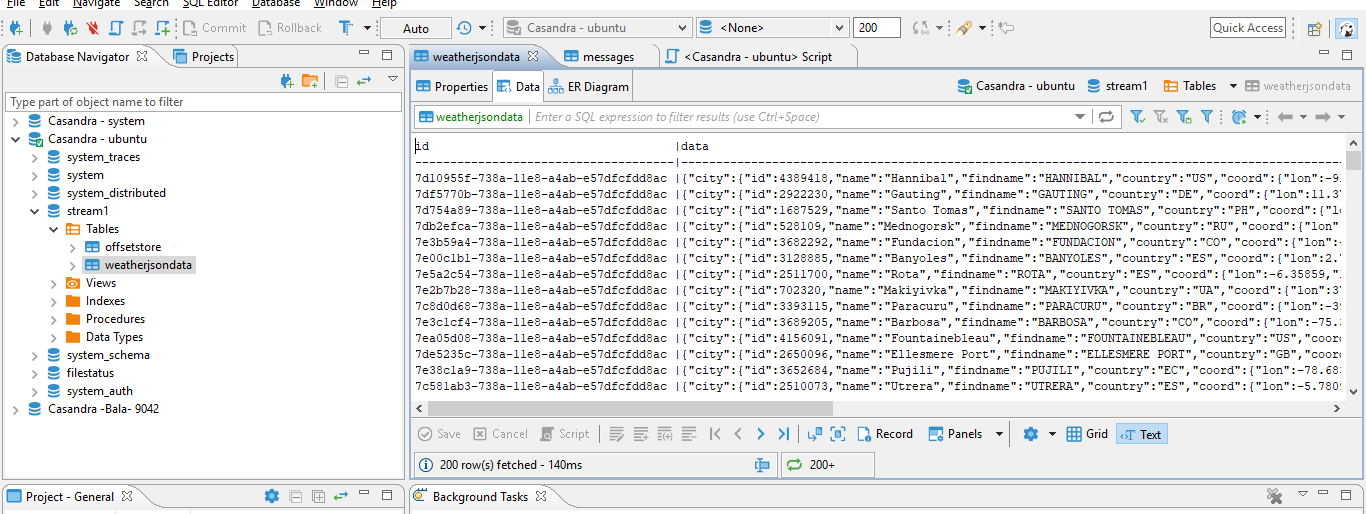 File Edit Navigate Search SQL Editor Database Window Help
Commit Rollback Auto Casandra - ubuntu <None> 200 Quick Access
Database Navigator Projects
Type part of object name to filter
Casandra - system
Casandra - ubuntu
system_traces
system
system_distributed
stream1
Tables
offsetstore
weatherjsondata
Views
Indexes
Procedures
Data Types
system_schema
filestatus
system_auth
Casandra -Bala- 9042
Project - General
weatherjsondata messages <Casandra - ubuntu> Script
Properties Data ER Diagram Casandra - ubuntu stream1 Tables weatherjsondata
weatherjsondata Enter a SQL expression to filter results (use Ctrl+Space)
id |data
7d10955f-738a-11e8-a4ab-e57dfcfdd8ac |{"city":{"id":4389418,"name":"Hannibal","findname":"HANNIBAL","country":"US","coord":{"lon":-9
7df5770b-738a-11e8-a4ab-e57dfcfdd8ac |{"city":{"id":2922230,"name":"Gauting","findname":"GAUTING","country":"DE","coord":{"lon":11.37
7d754a89-738a-11e8-a4ab-e57dfcfdd8ac |{"city":{"id":1687529,"name":"Santo Tomas","findname":"SANTO TOMAS","country":"PH","coord":{"lo
7db2efca-738a-11e8-a4ab-e57dfcfdd8ac |{"city":{"id":528109,"name":"Mednogorsk","findname":"MEDNOGORSK","country":"RU","coord":{"lon"
7e3b59a4-738a-11e8-a4ab-e57dfcfdd8ac |{"city":{"id":3682292,"name":"Fundacion","findname":"FUNDACION","country":"CO","coord":{"lon":-
7e00c1b1-738a-11e8-a4ab-e57dfcfdd8ac |{"city":{"id":3128885,"name":"Banyoles","findname":"BANYOLES","country":"ES","coord":{"lon":2.7
7e5a2c54-738a-11e8-a4ab-e57dfcfdd8ac |{"city":{"id":2511700,"name":"Rota","findname":"ROTA","country":"ES","coord":{"lon":-6.35859,"
7e2b7b28-738a-11e8-a4ab-e57dfcfdd8ac |{"city":{"id":702320,"name":"Makiyivka","findname":"MAKIYIVKA","country":"UA","coord":{"lon":37
7c8d0d68-738a-11e8-a4ab-e57dfcfdd8ac |{"city":{"id":3393115,"name":"Paracuru","findname":"PARACURU","country":"BR","coord":{"lon":-39
7e3c1cf4-738a-11e8-a4ab-e57dfcfdd8ac |{"city":{"id":3689205,"name":"Barbosa","findname":"BARBOSA","country":"CO","coord":{"lon":-75.3
7ea05d08-738a-11e8-a4ab-e57dfcfdd8ac |{"city":{"id":4156091,"name":"Fountainebleau","findname":"FOUNTAINEBLEAU","country":"US","coord
7de5235c-738a-11e8-a4ab-e57dfcfdd8ac |{"city":{"id":2650096,"name":"Ellesmere Port","findname":"ELLESMERE PORT","country":"GB","coord
7e38c1a9-738a-11e8-a4ab-e57dfcfdd8ac |{"city":{"id":3652684,"name":"Pujili","findname":"PUJILI","country":"EC","coord":{"lon":-78.683
7c581ab3-738a-11e8-a4ab-e57dfcfdd8ac |{"city":{"id":2510073,"name":"Utrera","findname":"UTRERA","country":"ES","coord":{"lon":-5.7809
Save Cancel Script Record Panels Grid Text
200 row(s) fetched - 140ms 200+
Background Tasks